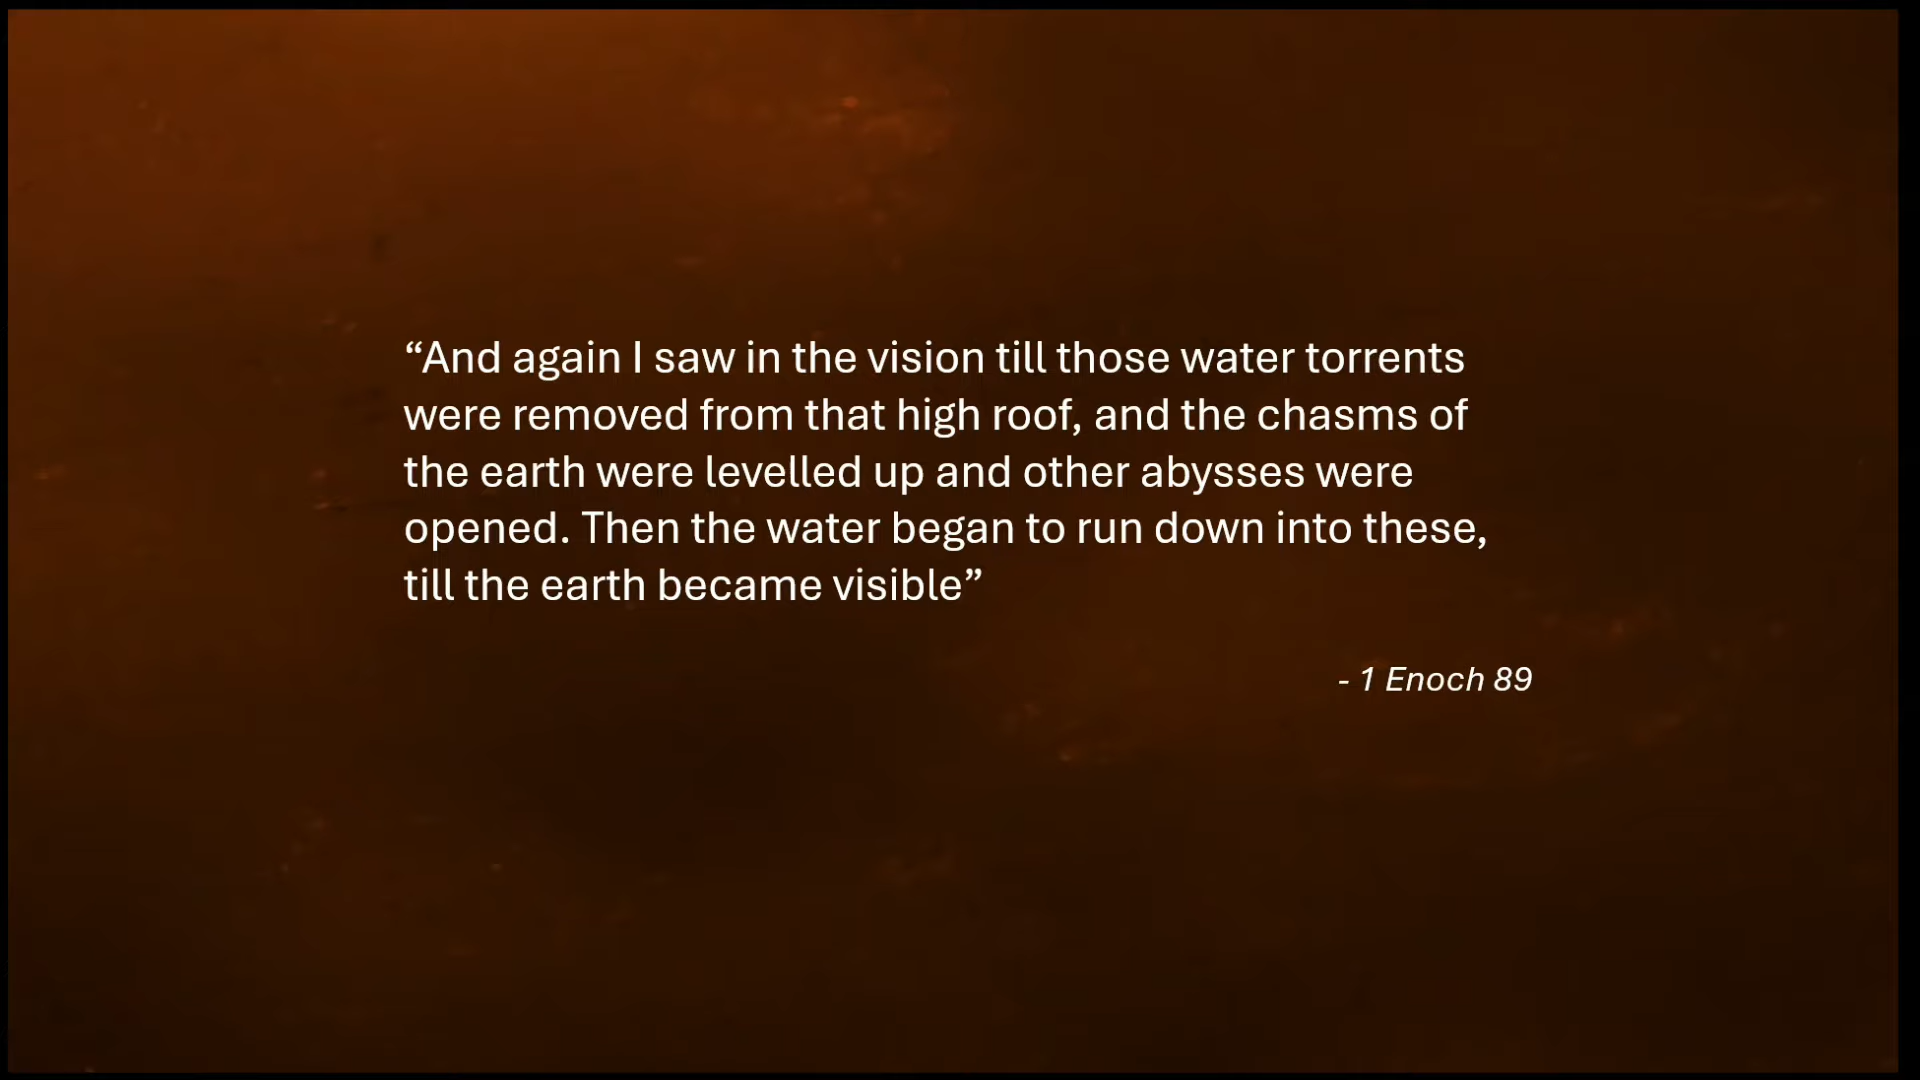 “And again I saw in the vision till those water torrents
were removed from that high roof, and the chasms of
the earth were levelled up and other abysses were
opened. Then the water began to run down into these,
till the earth became visible”
- 1 Enoch 89